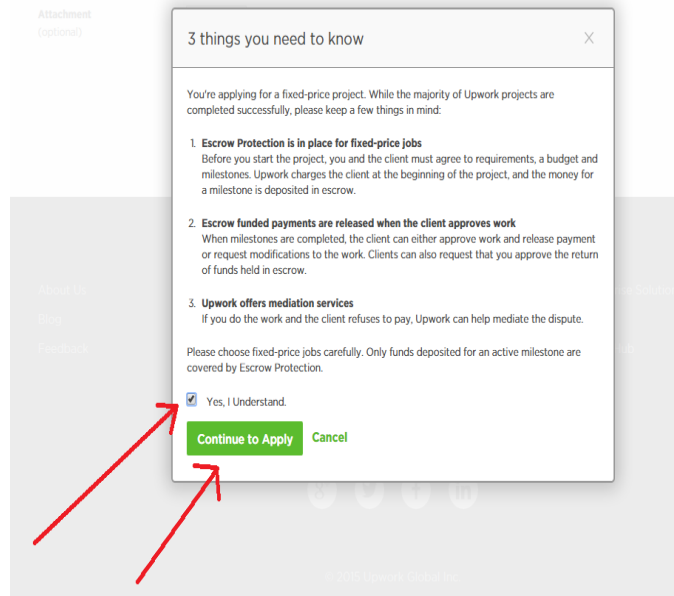 Attachment
(optional)
3 things you need to know
X
You're applying for a fixed-price project. While the majority of Upwork projects are
completed successfully, please keep a few things in mind:
1. Escrow Protection is in place for fixed-price jobs
Before you start the project, you and the client must agree to requirements, a budget and
milestones. Upwork charges the client at the beginning of the project, and the money for
a milestone is deposited in escrow.
2. Escrow funded payments are released when the client approves work
When milestones are completed, the client can either approve work and release payment
or request modifications to the work. Clients can also request that you approve the return
of funds held in escrow.
3. Upwork offers mediation services
If you do the work and the client refuses to pay, Upwork can help mediate the dispute.
Please choose fixed-price jobs carefully. Only funds deposited for an active milestone are
covered by Escrow Protection.
Yes, I Understand.
Continue to Apply
Cancel
About Us
Blog
Feedback
© 2015 Upwork Global Inc.